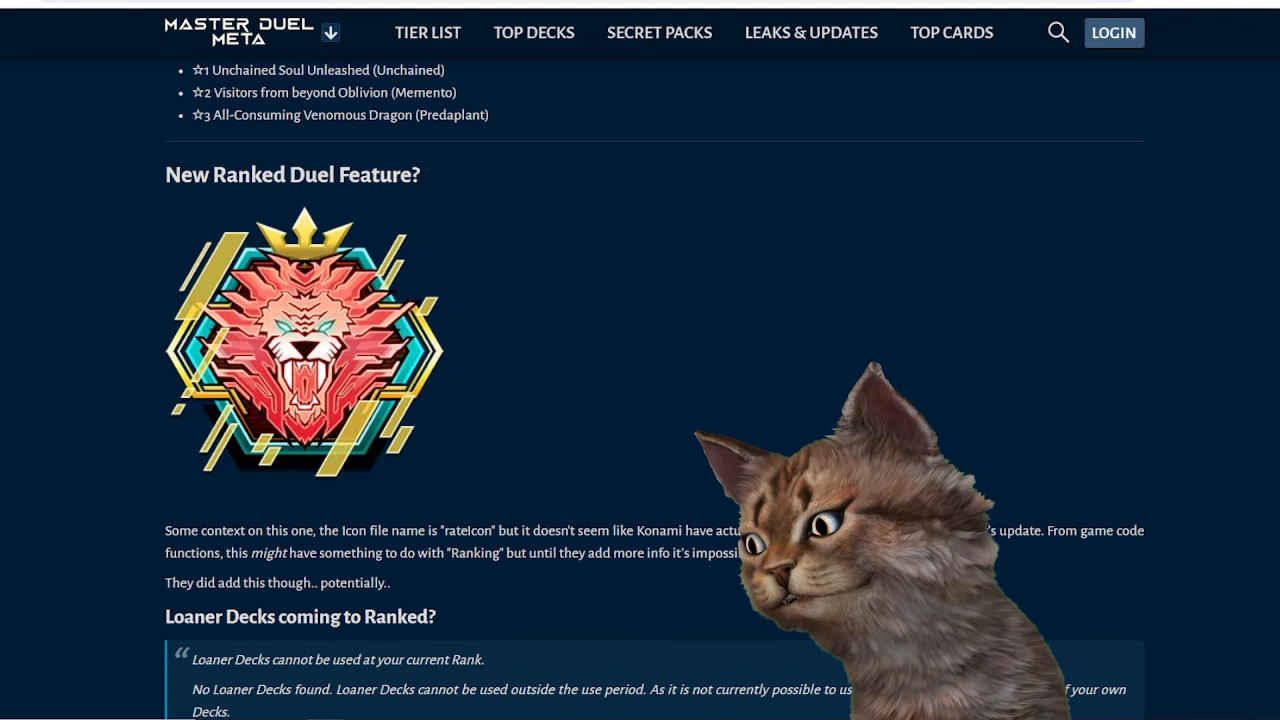 MASTER DUEL
META
TIER LIST
TOP DECKS
SECRET PACKS
LEAKS & UPDATES
TOP CARDS
LOGIN
☆1 Unchained Soul Unleashed (Unchained)
☆2 Visitors from beyond Oblivion (Memento)
☆3 All-Consuming Venomous Dragon (Predaplant)
New Ranked Duel Feature?
Some context on this one, the Icon file name is "rateIcon" but it doesn't seem like Konami have 's update. From game code
functions, this might have something to do with "Ranking" but until they add more info it's
They did add this though.. potentially..
Loaner Decks coming to Ranked?
“ Loaner Decks cannot be used at your current Rank.
No Loaner Decks found. Loaner Decks cannot be used outside the use period. As it is not currently possible to of your own
Decks.